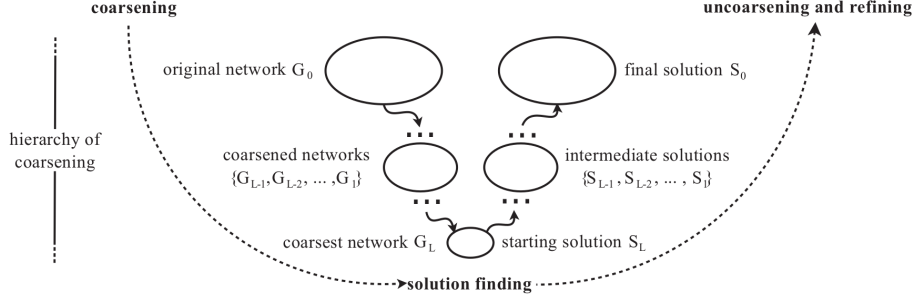 coarsening
uncoarsening and refining
original network G0
final solution S0
hierarchy of
coarsening
coarsened networks
{GL-1,GL-2, ... ,G1}
intermediate solutions
{SL-1,SL-2, ... , S1}
coarsest network GL
starting solution SL
solution finding